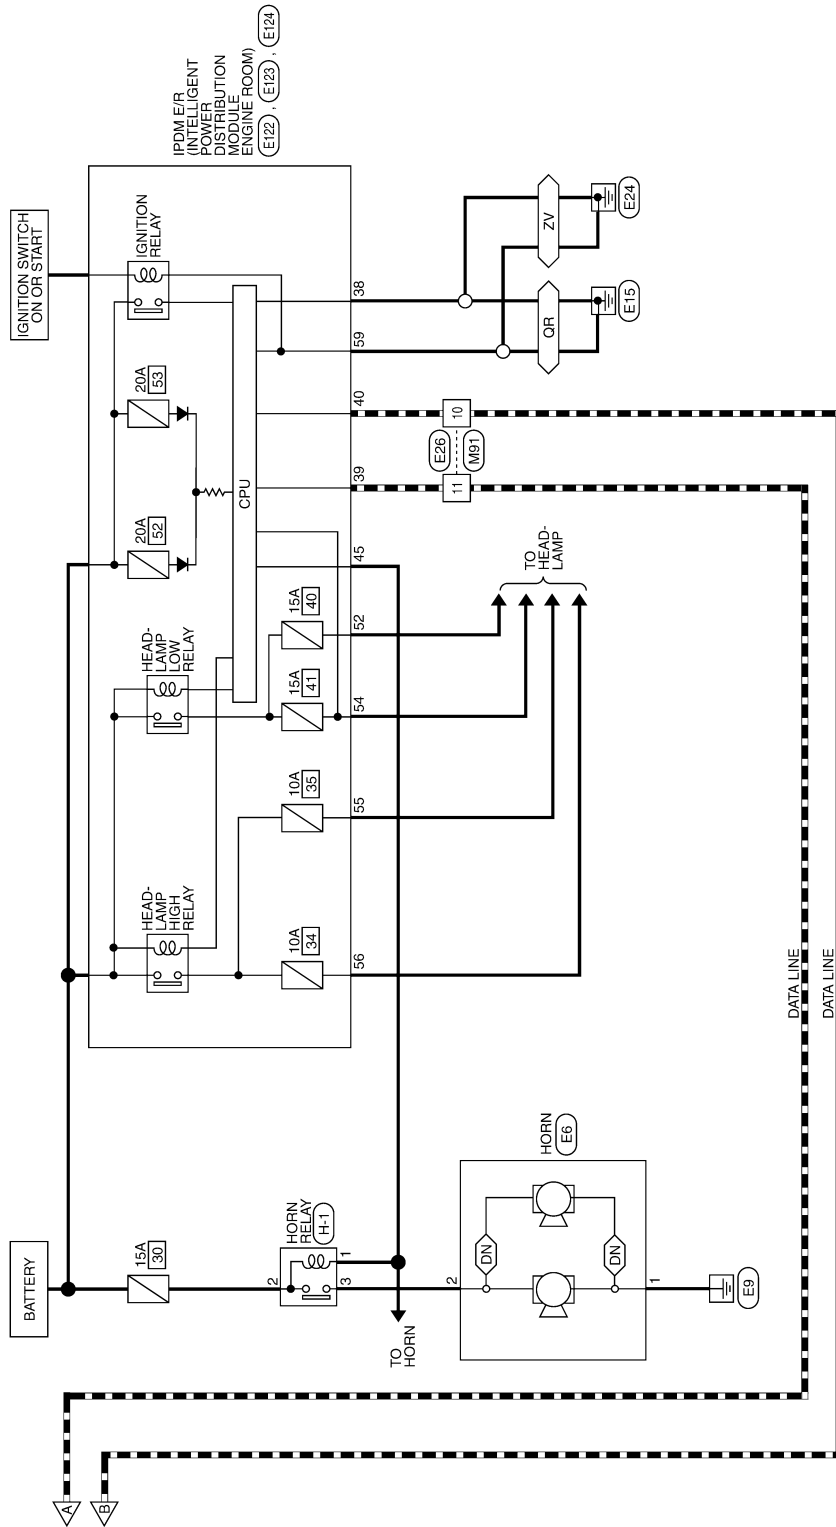 BATTERY
IGNITION SWITCH
ON OR START
IPDM E/R
(INTELLIGENT
POWER
DISTRIBUTION
MODULE
ENGINE ROOM)
E122 , E123 , E124
15A
30
HEAD-
LAMP
HIGH
RELAY
HEAD-
LAMP
LOW
RELAY
20A
52
20A
53
IGNITION
RELAY
CPU
10A
34
10A
35
15A
41
15A
40
HORN
RELAY
H-1
2
1
3
56
55
54
52
45
39
40
59
38
TO
HORN
TO
HEAD-
LAMP
E26
M91
11
10
QR
ZV
E15
E24
HORN
E6
2
DN
DN
1
E9
DATA LINE
DATA LINE
A
B